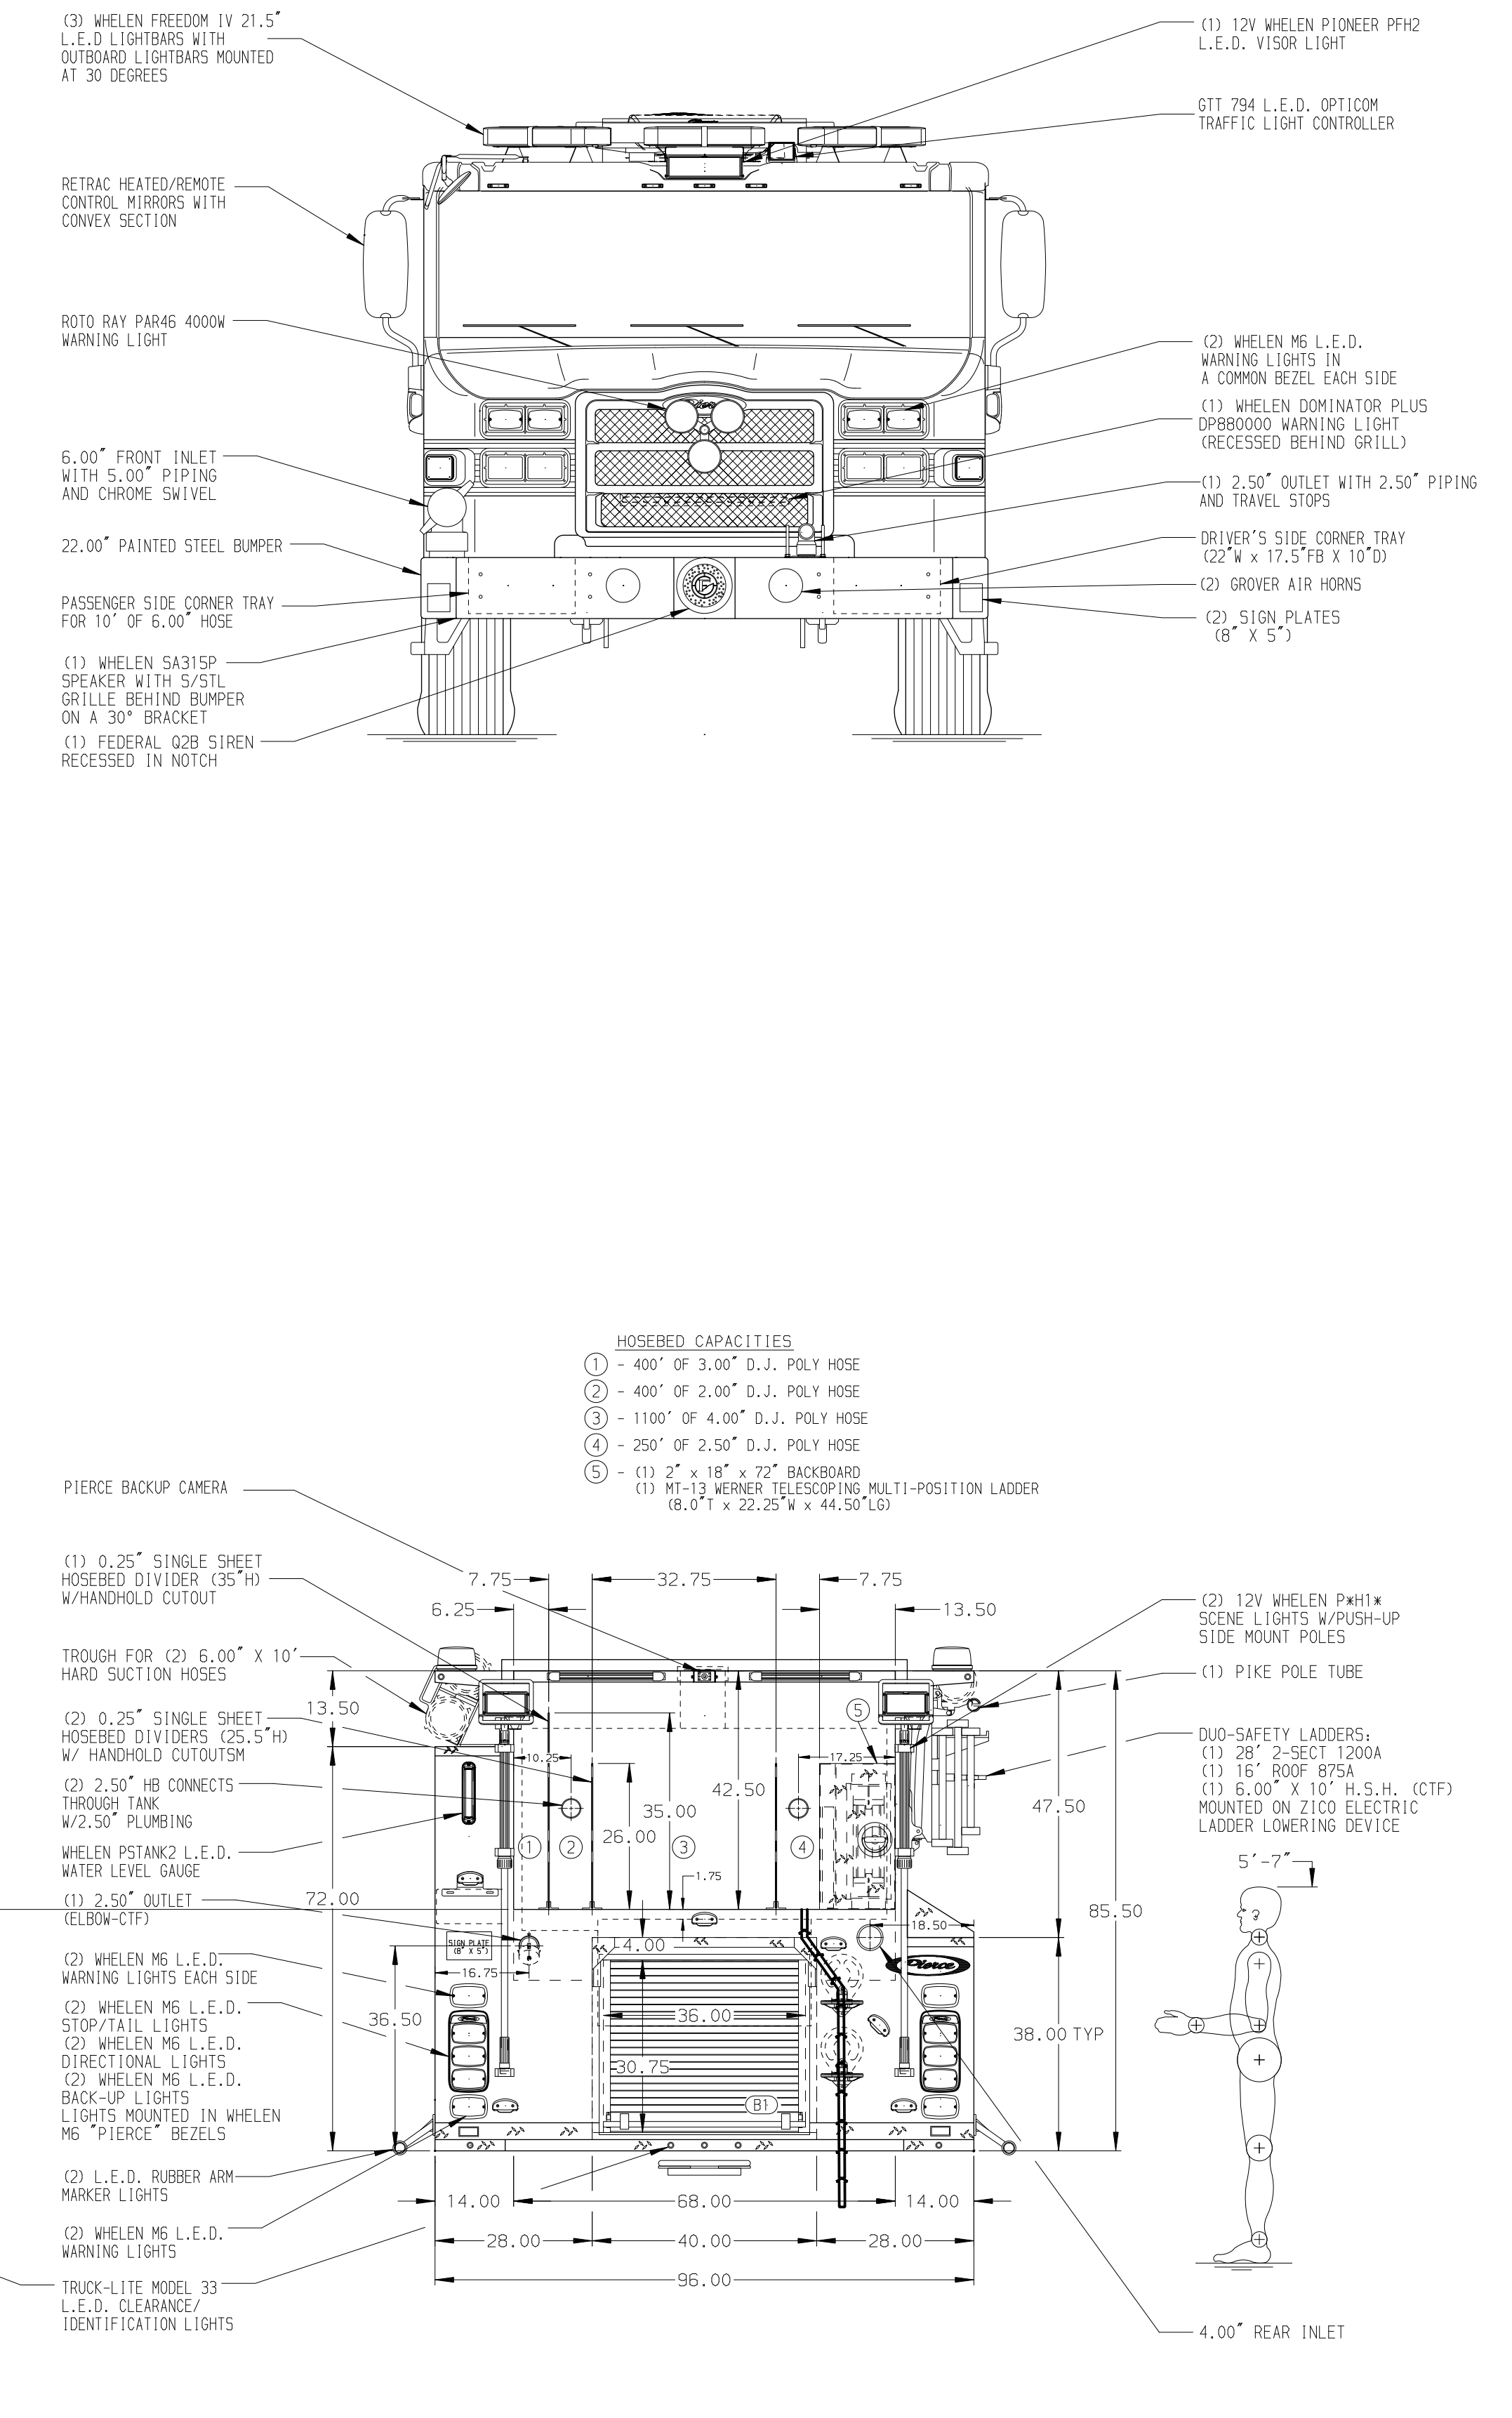 (3) WHELEN FREEDOM IV 21.5"
L.E.D LIGHTBARS WITH
OUTBOARD LIGHTBARS MOUNTED
AT 30 DEGREES
(1) 12V WHELEN PIONEER PFH2
L.E.D. VISOR LIGHT
GTT 794 L.E.D. OPTICOM
TRAFFIC LIGHT CONTROLLER
RETRAC HEATED/REMOTE
CONTROL MIRRORS WITH
CONVEX SECTION
ROTO RAY PAR46 4000W
WARNING LIGHT
(2) WHELEN M6 L.E.D.
WARNING LIGHTS IN
A COMMON BEZEL EACH SIDE
(1) WHELEN DOMINATOR PLUS
DP880000 WARNING LIGHT
(RECESSED BEHIND GRILL)
6.00" FRONT INLET
WITH 5.00" PIPING
AND CHROME SWIVEL
(1) 2.50" OUTLET WITH 2.50" PIPING
AND TRAVEL STOPS
22.00" PAINTED STEEL BUMPER
DRIVER'S SIDE CORNER TRAY
(22"W x 17.5"FB X 10"D)
(2) GROVER AIR HORNS
PASSENGER SIDE CORNER TRAY
FOR 10' OF 6.00" HOSE
(2) SIGN PLATES
(8" X 5")
(1) WHELEN SA315P
SPEAKER WITH S/STL
GRILLE BEHIND BUMPER
ON A 30° BRACKET
(1) FEDERAL Q2B SIREN
RECESSED IN NOTCH
HOSEBED CAPACITIES
1 - 400' OF 3.00" D.J. POLY HOSE
2 - 400' OF 2.00" D.J. POLY HOSE
3 - 1100' OF 4.00" D.J. POLY HOSE
4 - 250' OF 2.50" D.J. POLY HOSE
5 - (1) 2" x 18" x 72" BACKBOARD
(1) MT-13 WERNER TELESCOPING MULTI-POSITION LADDER
(8.0"T x 22.25"W x 44.50"LG)
PIERCE BACKUP CAMERA
(1) 0.25" SINGLE SHEET
HOSEBED DIVIDER (35"H)
W/HANDHOLD CUTOUT
7.75 32.75 7.75
6.25 13.50
(2) 12V WHELEN P*H1*
SCENE LIGHTS W/PUSH-UP
SIDE MOUNT POLES
TROUGH FOR (2) 6.00" X 10'
HARD SUCTION HOSES
(1) PIKE POLE TUBE
13.50
5
(2) 0.25" SINGLE SHEET
HOSEBED DIVIDERS (25.5"H)
W/ HANDHOLD CUTOUTSM
DUO-SAFETY LADDERS:
(1) 28' 2-SECT 1200A
(1) 16' ROOF 875A
(1) 6.00" X 10' H.S.H. (CTF)
MOUNTED ON ZICO ELECTRIC
LADDER LOWERING DEVICE
10.25 17.25
(2) 2.50" HB CONNECTS
THROUGH TANK
W/2.50" PLUMBING
42.50
35.00
26.00
47.50
1 2 3 4
WHELEN PSTANK2 L.E.D.
WATER LEVEL GAUGE
5'-7"
1.75
(1) 2.50" OUTLET
(ELBOW-CTF)
72.00
85.50
18.50
SIGN PLATE
(8" X 5")
4.00
(2) WHELEN M6 L.E.D.
WARNING LIGHTS EACH SIDE
16.75
Pierce
(2) WHELEN M6 L.E.D.
STOP/TAIL LIGHTS
(2) WHELEN M6 L.E.D.
DIRECTIONAL LIGHTS
(2) WHELEN M6 L.E.D.
BACK-UP LIGHTS
LIGHTS MOUNTED IN WHELEN
M6 "PIERCE" BEZELS
36.50
36.00
38.00 TYP
30.75
B1
(2) L.E.D. RUBBER ARM
MARKER LIGHTS
14.00 68.00 14.00
(2) WHELEN M6 L.E.D.
WARNING LIGHTS
28.00 40.00 28.00
96.00
TRUCK-LITE MODEL 33
L.E.D. CLEARANCE/
IDENTIFICATION LIGHTS
4.00" REAR INLET